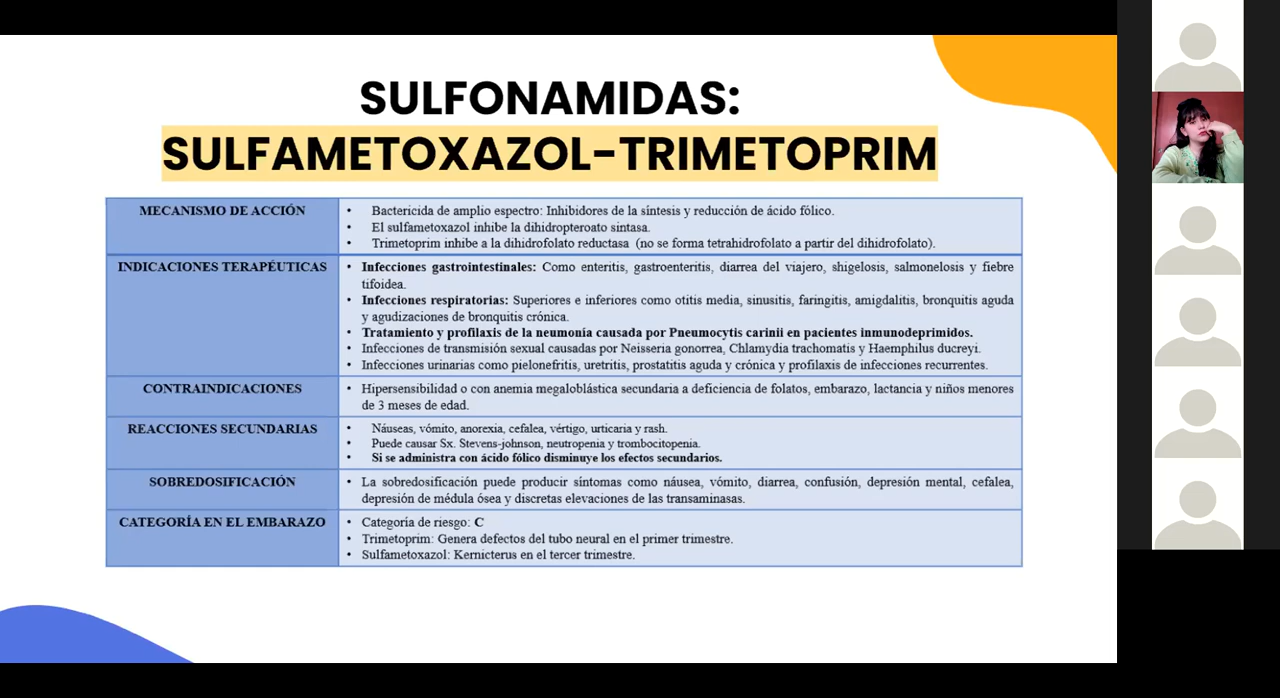 SULFONAMIDAS:
SULFAMETOXAZOL-TRIMETOPRIM
MECANISMO DE ACCIÓN
• Bactericida de amplio espectro: Inhibidores de la síntesis y reducción de ácido fólico.
• El sulfametoxazol inhibe la dihidropteroato sintasa.
• Trimetoprim inhibe a la dihidrofolato reductasa (no se forma tetrahidrofolato a partir del dihidrofolato).
INDICACIONES TERAPÉUTICAS
• Infecciones gastrointestinales: Como enteritis, gastroenteritis, diarrea del viajero, shigelosis, salmonelosis y fiebre
tifoidea.
• Infecciones respiratorias: Superiores e inferiores como otitis media, sinusitis, faringitis, amigdalitis, bronquitis aguda
y agudizaciones de bronquitis crónica.
• Tratamiento y profilaxis de la neumonía causada por Pneumocytis carinii en pacientes inmunodeprimidos.
• Infecciones de transmisión sexual causadas por Neisseria gonorrea, Chlamydia trachomatis y Haemphilus ducreyi.
• Infecciones urinarias como pielonefritis, uretritis, prostatitis aguda y crónica y profilaxis de infecciones recurrentes.
CONTRAINDICACIONES
• Hipersensibilidad o con anemia megaloblástica secundaria a deficiencia de folatos, embarazo, lactancia y niños menores
de 3 meses de edad.
REACCIONES SECUNDARIAS
• Náuseas, vómito, anorexia, cefalea, vértigo, urticaria y rash.
• Puede causar Sx. Stevens-johnson, neutropenia y trombocitopenia.
• Si se administra con ácido fólico disminuye los efectos secundarios.
SOBREDOSIFICACIÓN
• La sobredosificación puede producir síntomas como náusea, vómito, diarrea, confusión, depresión mental, cefalea,
depresión de médula ósea y discretas elevaciones de las transaminasas.
CATEGORÍA EN EL EMBARAZO
• Categoría de riesgo: C
• Trimetoprim: Genera defectos del tubo neural en el primer trimestre.
• Sulfametoxazol: Kernicterus en el tercer trimestre.